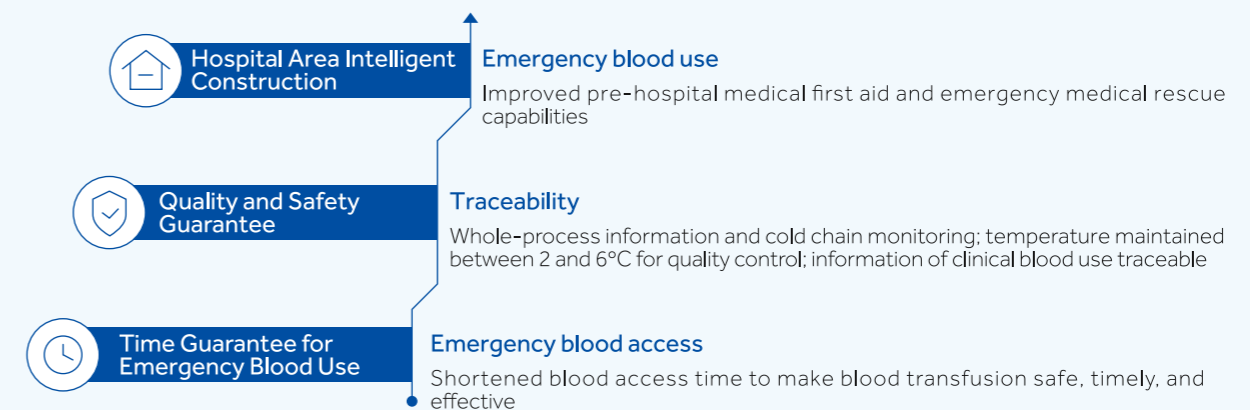 Hospital Area Intelligent
Construction
Emergency blood use
Improved pre-hospital medical first aid and emergency medical rescue
capabilities
Quality and Safety
Guarantee
Traceability
Whole-process information and cold chain monitoring; temperature maintained
between 2 and 6°C for quality control; information of clinical blood use traceable
Time Guarantee for
Emergency Blood Use
Emergency blood access
Shortened blood access time to make blood transfusion safe, timely, and
effective